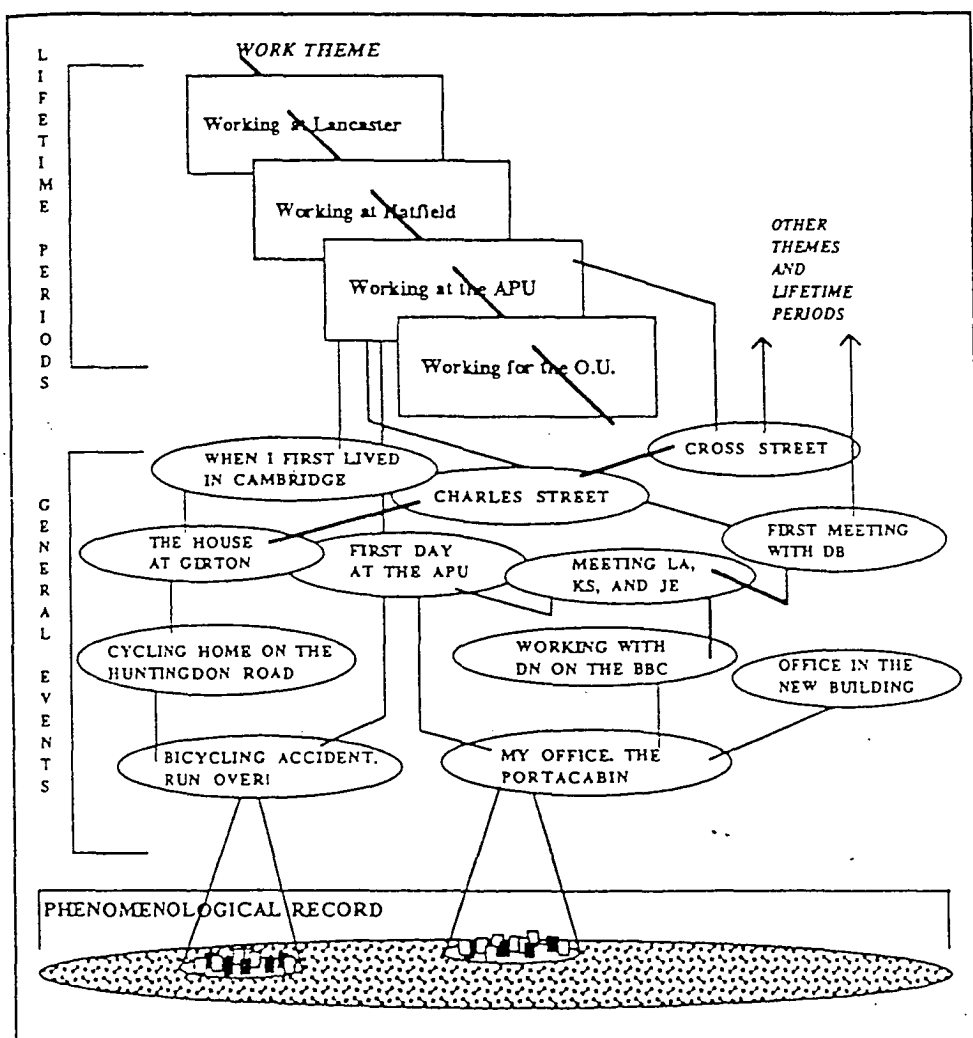 LIFETIME PERIODS
WORK THEME
Working at Lancaster
Working at Hatfield
Working at the APU
Working for the O.U.
OTHER
THEMES
AND
LIFETIME
PERIODS
GENERAL EVENTS
WHEN I FIRST LIVED
IN CAMBRIDGE
CROSS STREET
CHARLES STREET
THE HOUSE
AT GIRTON
FIRST DAY
AT THE APU
MEETING LA,
KS, AND JE
FIRST MEETING
WITH DB
CYCLING HOME ON THE
HUNTINGDON ROAD
WORKING WITH
DN ON THE BBC
OFFICE IN THE
NEW BUILDING
BICYCLING ACCIDENT.
RUN OVER!
MY OFFICE. THE
PORTACABIN
PHENOMENOLOGICAL RECORD